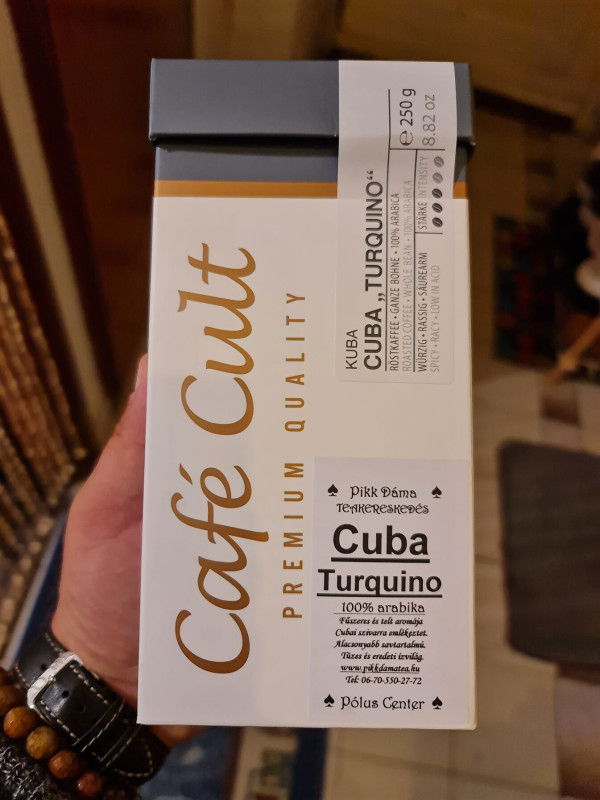 Café Cult
PREMIUM QUALITY
KUBA
CUBA „TURQUINO“
RÖSTKAFFEE • GANZE BOHNE • 100% ARABICA
ROASTED COFFEE • WHOLE BEAN • 100% ARABICA
WÜRZIG • RASSIG • SÄUREARM
SPICY • RACY • LOW IN ACID
STÄRKE INTENSITY
℮ 250 g
8.82 oz
♠ Pikk Dáma ♠
TEAKERESKEDÉS
Cuba
Turquino
100% arabika
Fűszeres és telt aromája
Cubai szivarra emlékeztet.
Alacsonyabb savtartalmú.
Tüzes és eredeti ízvilág.
www.pikkdamatea.hu
Tel: 06-70-550-27-72
♠ Pólus Center ♠